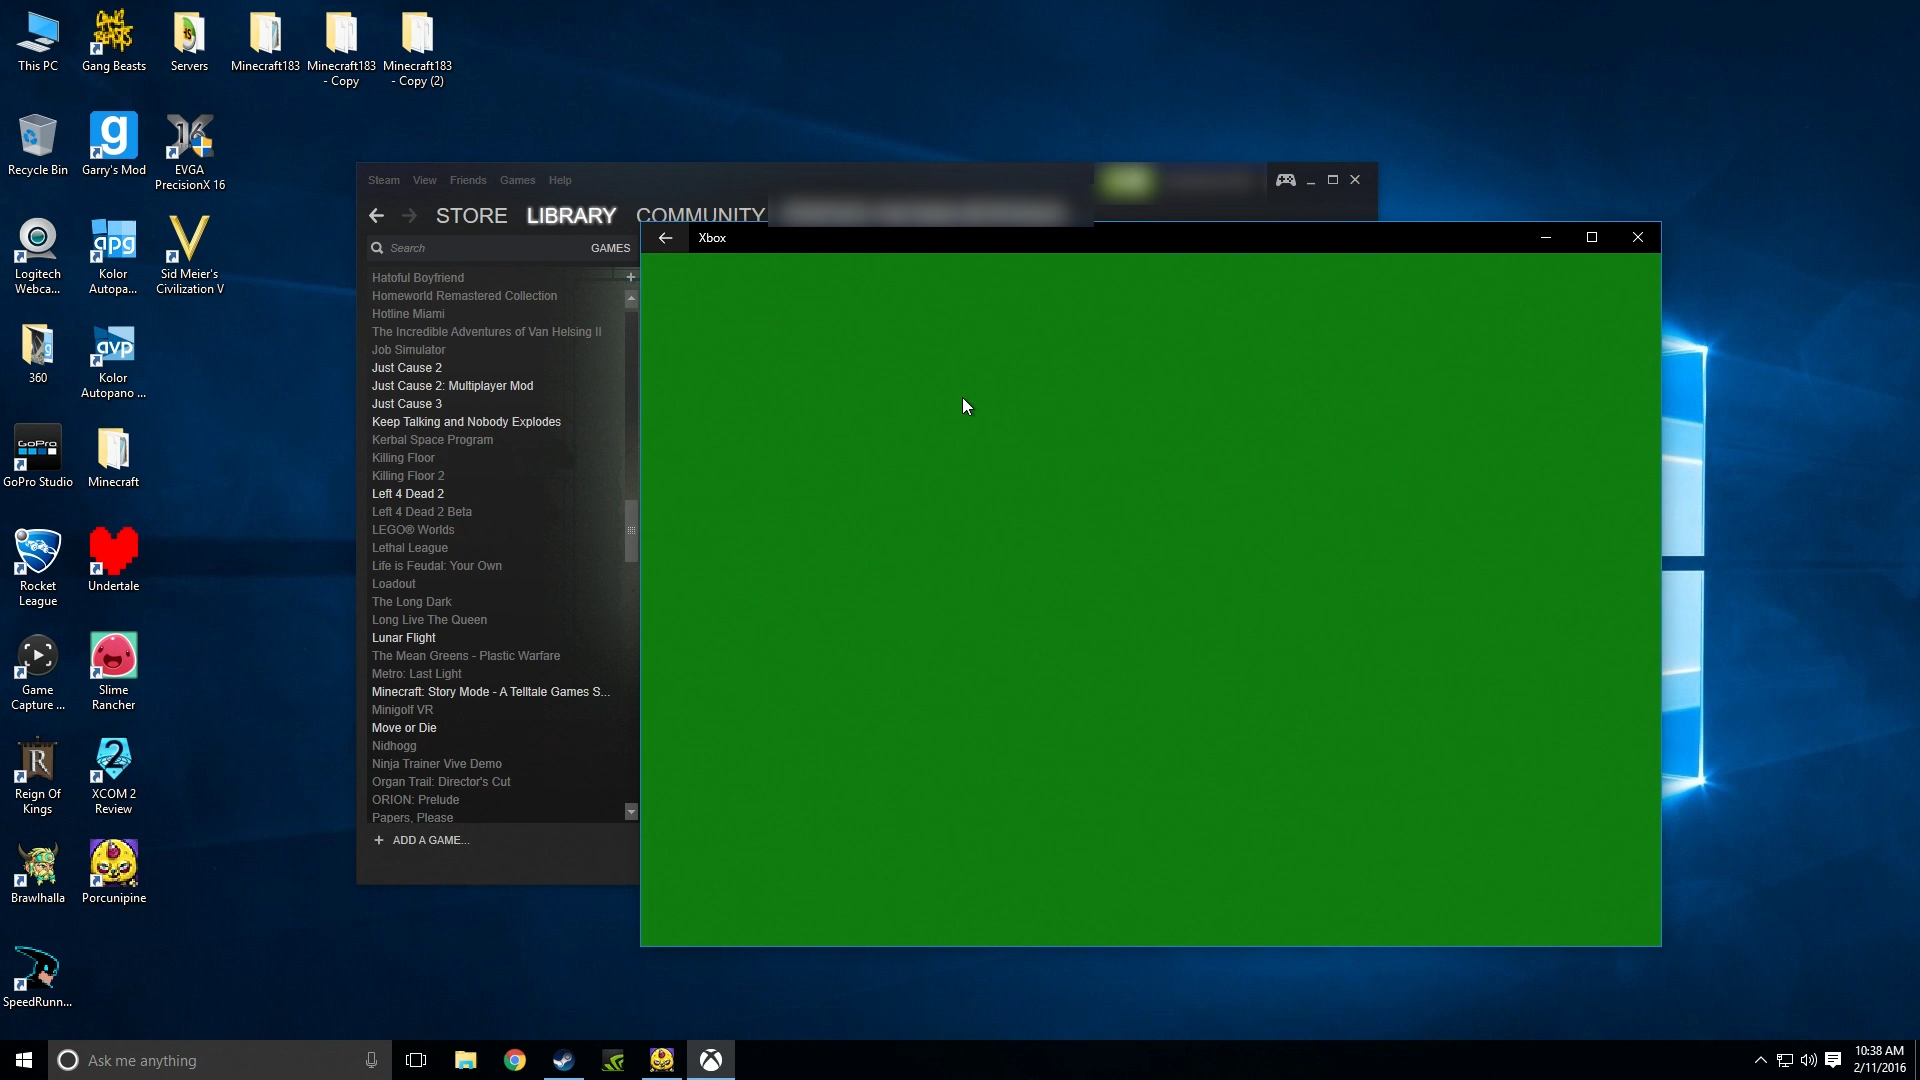 This PC
Gang Beasts
Servers
Minecraft183
Minecraft183
- Copy
Minecraft183
- Copy (2)
Recycle Bin
Garry's Mod
16
EVGA
PrecisionX 16
Logitech
Webca...
apg
Kolor
Autopa...
Sid Meier's
Civilization V
360
avp
Kolor
Autopano ...
GoPro
GoPro Studio
Minecraft
Rocket
League
Undertale
Game
Capture ...
Slime
Rancher
Reign Of
Kings
XCOM 2
Review
Brawlhalla
Porcunipine
SpeedRunn...
Steam View Friends Games Help
STORE LIBRARY COMMUNITY
Search GAMES
Hatoful Boyfriend
Homeworld Remastered Collection
Hotline Miami
The Incredible Adventures of Van Helsing II
Job Simulator
Just Cause 2
Just Cause 2: Multiplayer Mod
Just Cause 3
Keep Talking and Nobody Explodes
Kerbal Space Program
Killing Floor
Killing Floor 2
Left 4 Dead 2
Left 4 Dead 2 Beta
LEGO® Worlds
Lethal League
Life is Feudal: Your Own
Loadout
The Long Dark
Long Live The Queen
Lunar Flight
The Mean Greens - Plastic Warfare
Metro: Last Light
Minecraft: Story Mode - A Telltale Games S...
Minigolf VR
Move or Die
Nidhogg
Ninja Trainer Vive Demo
Organ Trail: Director's Cut
ORION: Prelude
Papers, Please
+ ADD A GAME...
Xbox
Ask me anything
10:38 AM
2/11/2016